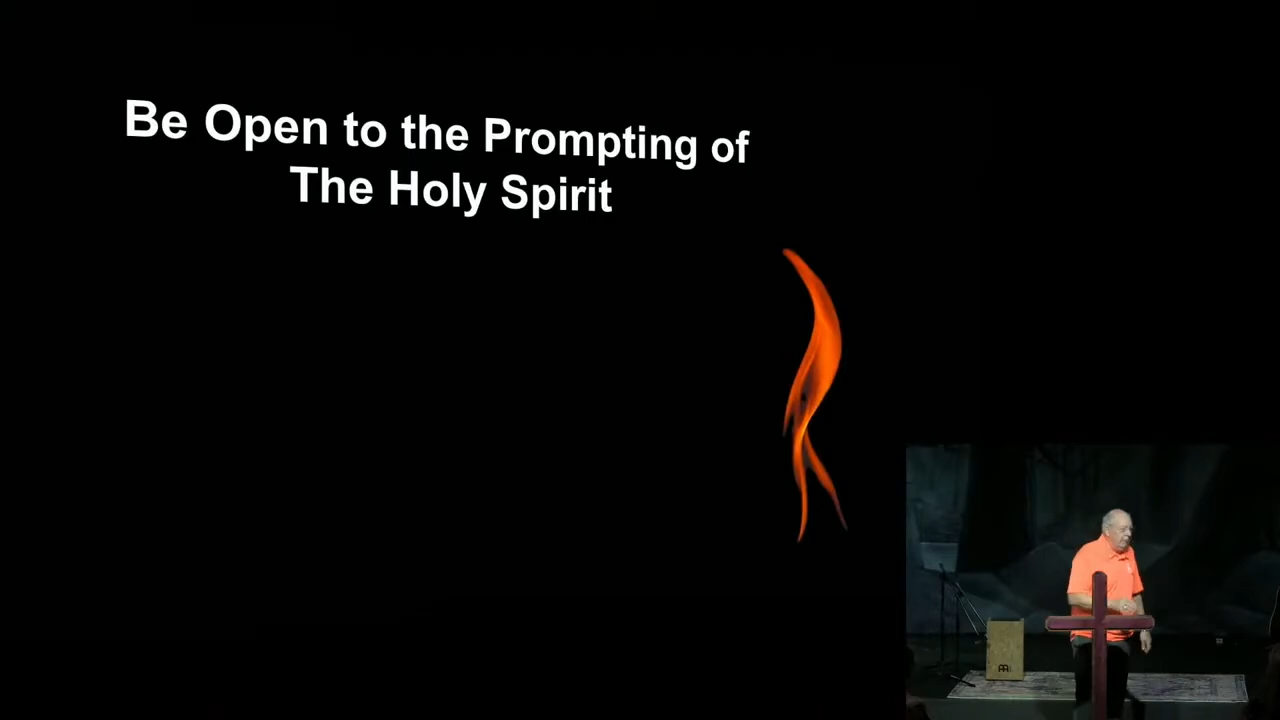 Be Open to the Prompting of
The Holy Spirit